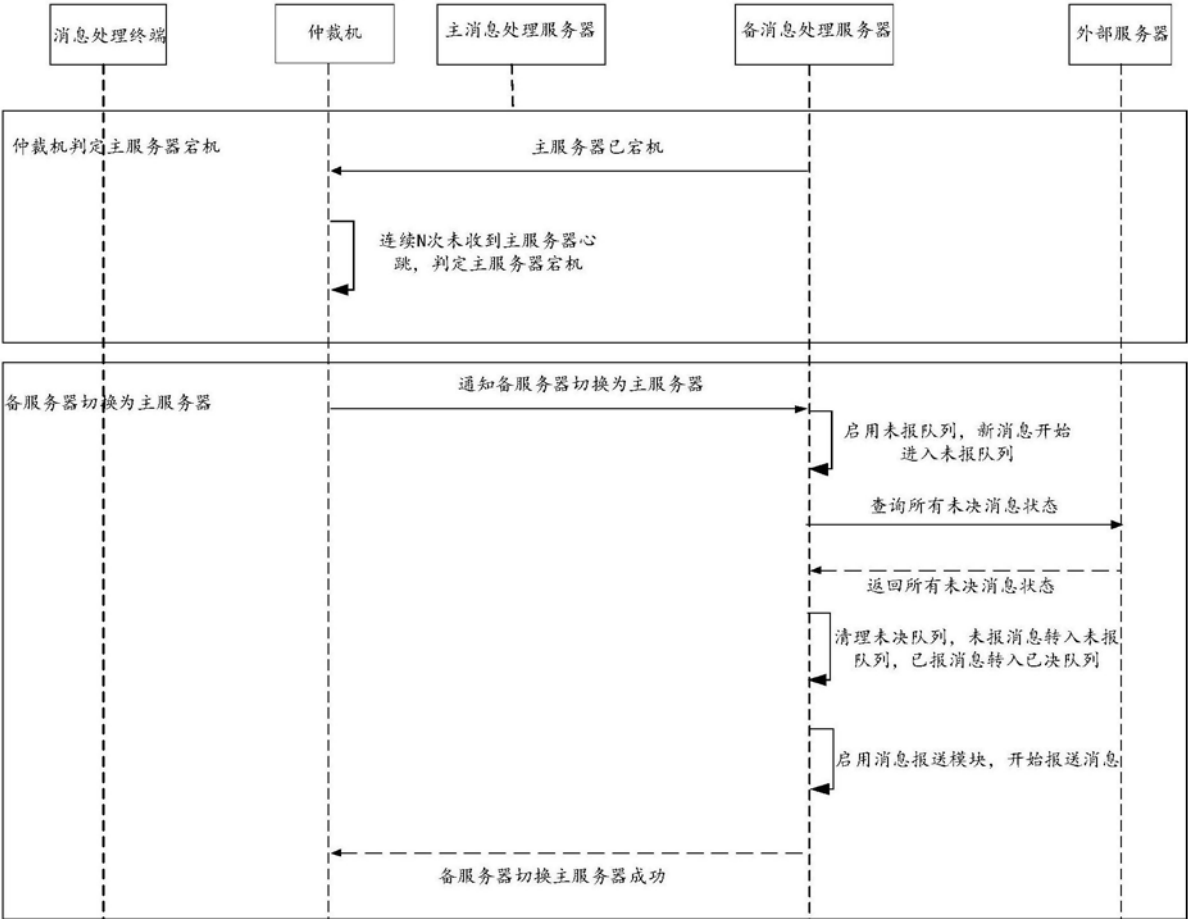 消息处理终端
仲裁机
主消息处理服务器
备消息处理服务器
外部服务器
仲裁机判定主服务器宕机
主服务器已宕机
连续N次未收到主服务器心
跳，判定主服务器宕机
备服务器切换为主服务器
通知备服务器切换为主服务器
启用未报队列，新消息开始
进入未报队列
查询所有未决消息状态
返回所有未决消息状态
清理未决队列，未报消息转入未报
队列，已报消息转入已决队列
启用消息报送模块，开始报送消息
备服务器切换主服务器成功